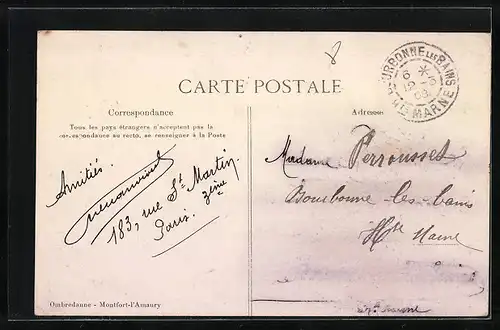 8
CARTE POSTALE
BOURBONNE LES BAINS
Hte MARNE
Correspondance
Tous les pays étrangers n'acceptent pas la
correspondance au recto, se renseigner à la Poste
Amitiés.
183, rue St Martin
3ème
Paris.
Adresse
Madame Perrousset
Bourbonne-les-bains
Hte Marne
Ombredanne - Montfort-l'Amaury